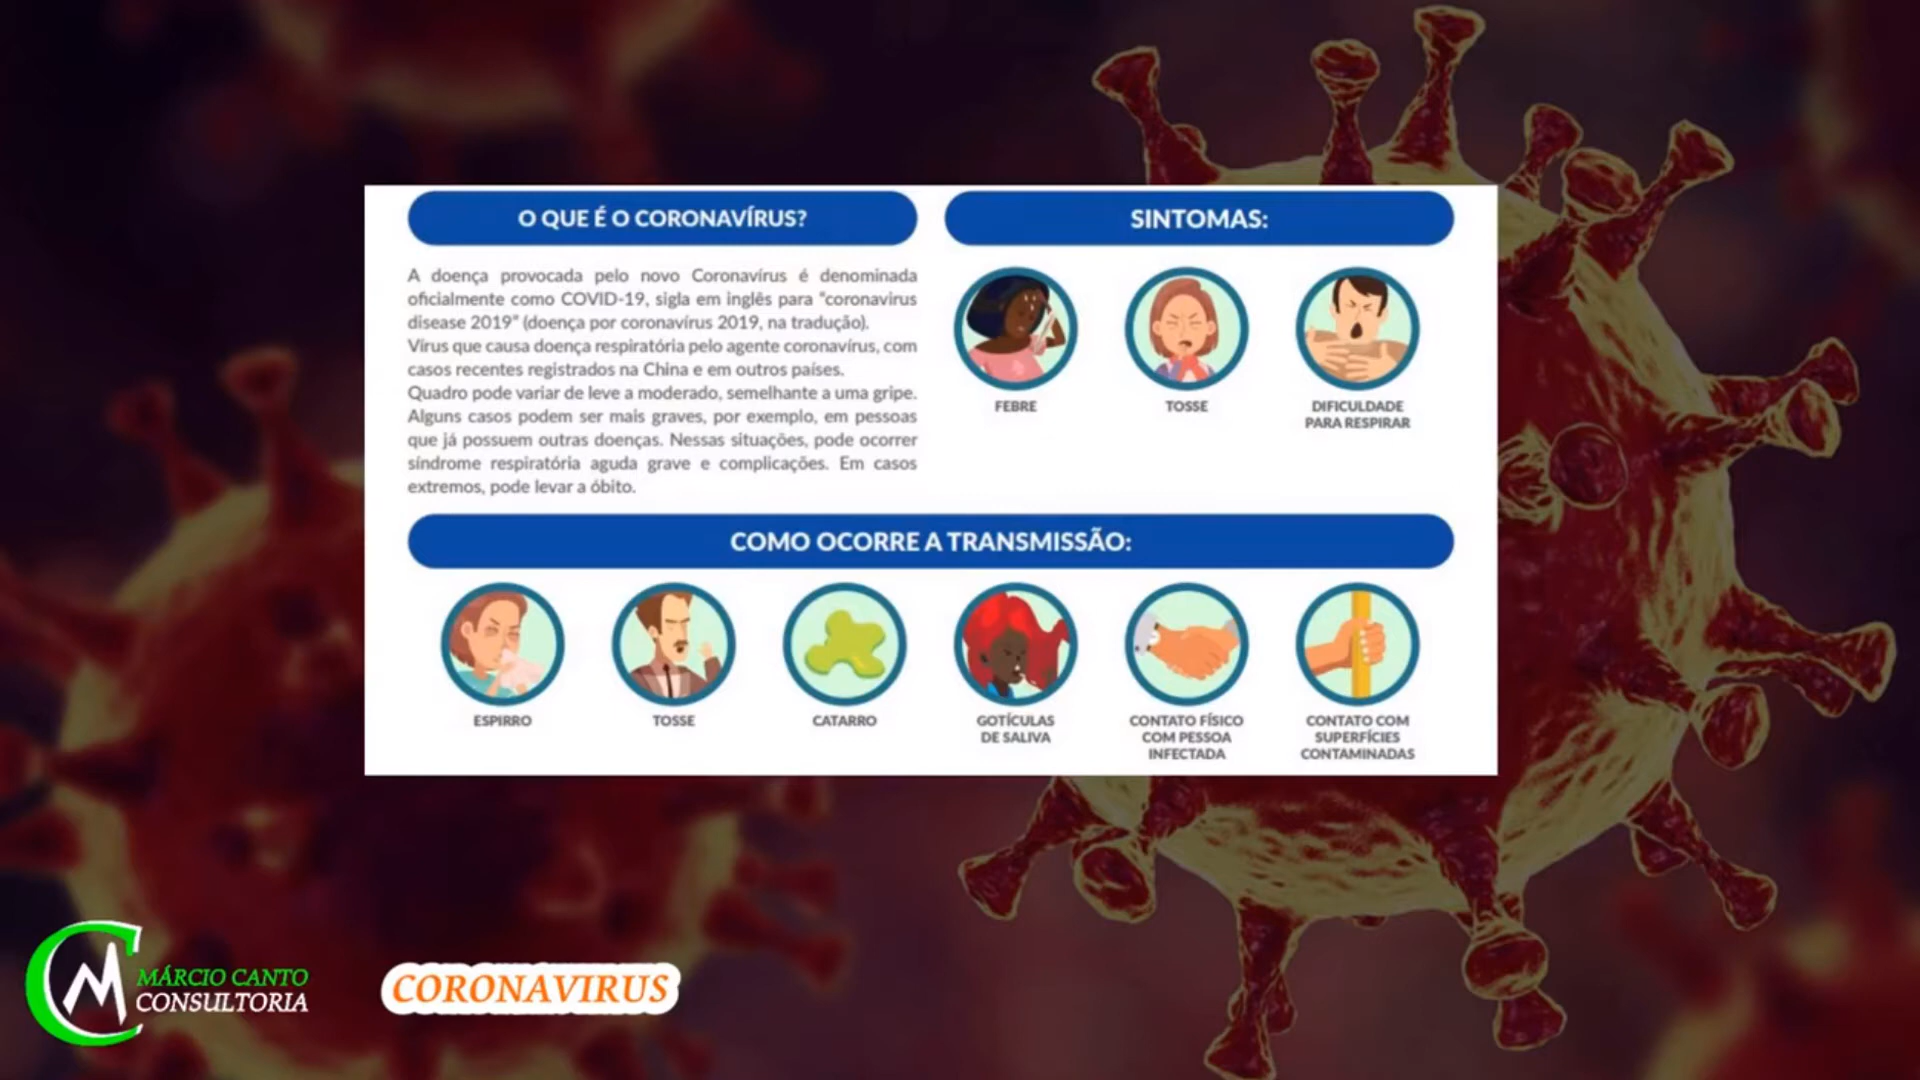 O QUE É O CORONAVÍRUS?
A doença provocada pelo novo Coronavírus é denominada
oficialmente como COVID-19, sigla em inglês para "coronavirus
disease 2019" (doença por coronavírus 2019, na tradução).
Vírus que causa doença respiratória pelo agente coronavírus, com
casos recentes registrados na China e em outros países.
Quadro pode variar de leve a moderado, semelhante a uma gripe.
Alguns casos podem ser mais graves, por exemplo, em pessoas
que já possuem outras doenças. Nessas situações, pode ocorrer
síndrome respiratória aguda grave e complicações. Em casos
extremos, pode levar a óbito.
SINTOMAS:
FEBRE
TOSSE
DIFICULDADE
PARA RESPIRAR
COMO OCORRE A TRANSMISSÃO:
ESPIRRO
TOSSE
CATARRO
GOTÍCULAS
DE SALIVA
CONTATO FÍSICO
COM PESSOA
INFECTADA
CONTATO COM
SUPERFÍCIES
CONTAMINADAS
MÁRCIO CANTO
CONSULTORIA
CORONAVIRUS